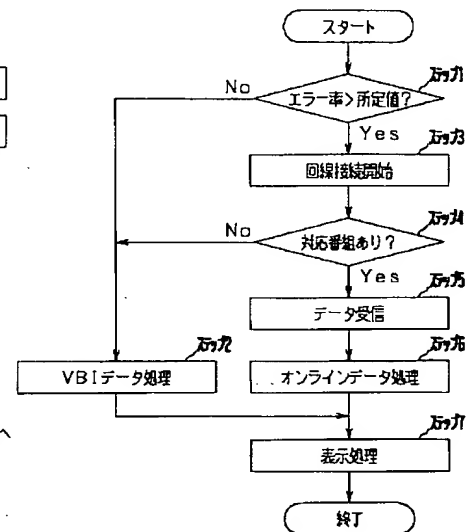 スタート
ステップ1
エラー率>所定値?
No
Yes
ステップ3
回線接続開始
ステップ4
対応番組あり?
No
Yes
ステップ5
データ受信
ステップ2
VBIデータ処理
ステップ6
オンラインデータ処理
ステップ7
表示処理
終了